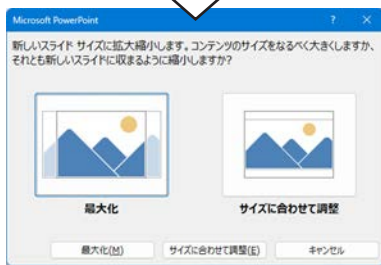 Microsoft PowerPoint
新しいスライド サイズに拡大縮小します。コンテンツのサイズをなるべく大きくしますか、
それとも新しいスライドに収まるように縮小しますか?
最大化
サイズに合わせて調整
最大化(M)
サイズに合わせて調整(E)
キャンセル